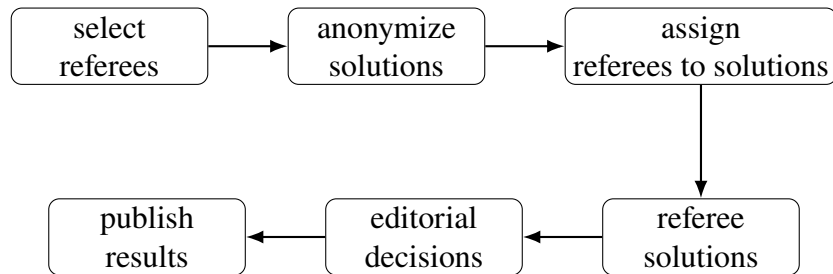 select
referees
anonymize
solutions
assign
referees to solutions
referee
solutions
editorial
decisions
publish
results